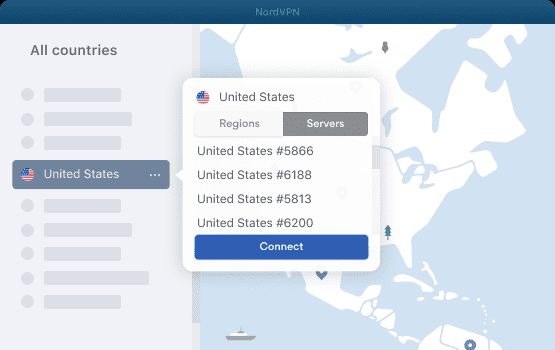 NordVPN
All countries
United States
United States
Regions Servers
United States #5866
United States #6188
United States #5813
United States #6200
Connect